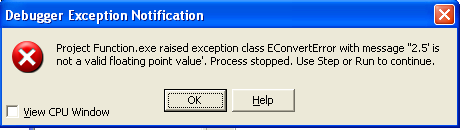 Debugger Exception Notification
Project Function.exe raised exception class EConvertError with message ''2.5' is
not a valid floating point value'. Process stopped. Use Step or Run to continue.
OK
Help
View CPU Window